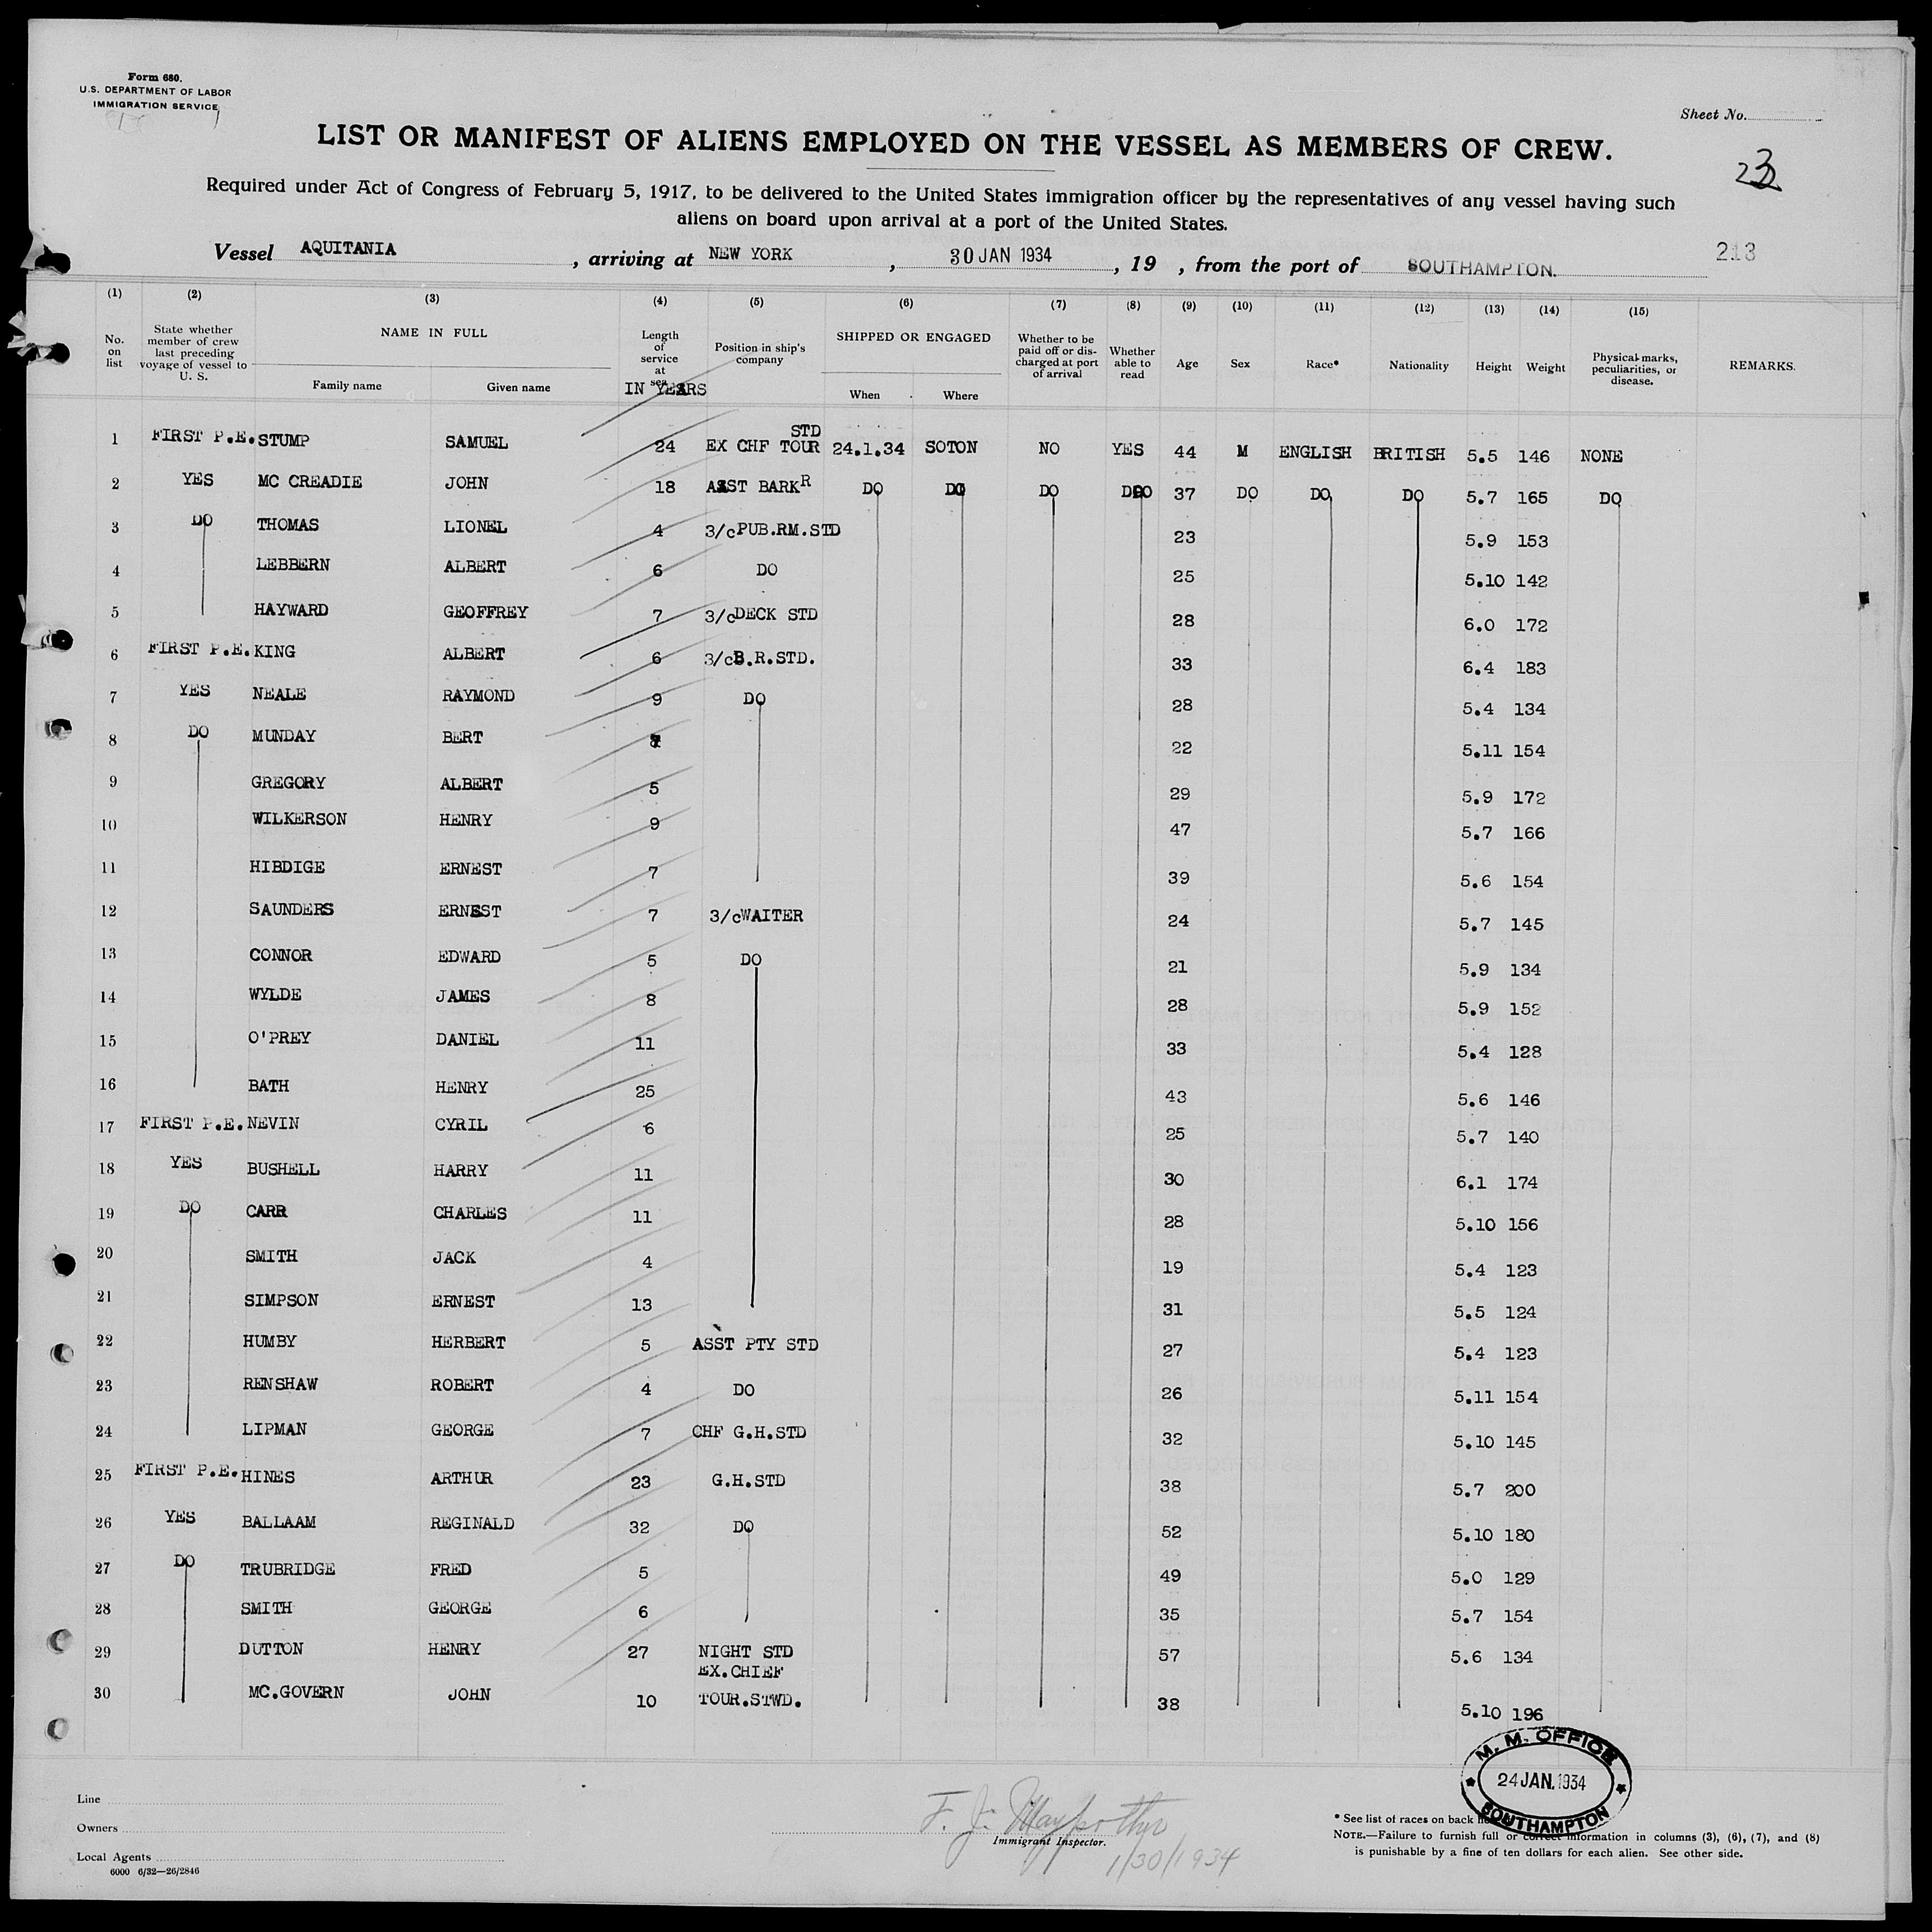 Form 680.
U.S. DEPARTMENT OF LABOR
IMMIGRATION SERVICE
Sheet No.
LIST OR MANIFEST OF ALIENS EMPLOYED ON THE VESSEL AS MEMBERS OF CREW.
23
Required under Act of Congress of February 5, 1917, to be delivered to the United States immigration officer by the representatives of any vessel having such
aliens on board upon arrival at a port of the United States.
Vessel AQUITANIA, arriving at NEW YORK, 30 JAN 1934, 19 , from the port of SOUTHAMPTON.
213
(1) (2) (3) (4) (5) (6) (7) (8) (9) (10) (11) (12) (13) (14) (15)
No. on list State whether member of crew last preceding voyage of vessel to U. S. NAME IN FULL Family name Given name Length of service at sea IN YEARS Position in ship's company SHIPPED OR ENGAGED When Where Whether to be paid off or discharged at port of arrival Whether able to read Age Sex Race* Nationality Height Weight Physical marks, peculiarities, or disease. REMARKS.
1 FIRST P.E. STUMP SAMUEL 24 EX CHF TOUR STD 24.1.34 SOTON NO YES 44 M ENGLISH BRITISH 5.5 146 NONE
2 YES MC CREADIE JOHN 18 ASST BARKR DO DO DO DO 37 DO DO DO 5.7 165 DO
3 DO THOMAS LIONEL 4 3/c PUB.RM.STD 23 5.9 153
4 LEBBERN ALBERT 6 DO 25 5.10 142
5 HAYWARD GEOFFREY 7 3/c DECK STD 28 6.0 172
6 FIRST P.E. KING ALBERT 6 3/c B.R.STD. 33 6.4 183
7 YES NEALE RAYMOND 9 DO 28 5.4 134
8 DO MUNDAY BERT 22 5.11 154
9 GREGORY ALBERT 5 29 5.9 172
10 WILKERSON HENRY 9 47 5.7 166
11 HIBDIGE ERNEST 7 39 5.6 154
12 SAUNDERS ERNEST 7 3/c WAITER 24 5.7 145
13 CONNOR EDWARD 5 DO 21 5.9 134
14 WYLDE JAMES 8 28 5.9 152
15 O'PREY DANIEL 11 33 5.4 128
16 BATH HENRY 25 43 5.6 146
17 FIRST P.E. NEVIN CYRIL 6 25 5.7 140
18 YES BUSHELL HARRY 11 30 6.1 174
19 DO CARR CHARLES 11 28 5.10 156
20 SMITH JACK 4 19 5.4 123
21 SIMPSON ERNEST 13 31 5.5 124
22 HUMBY HERBERT 5 ASST PTY STD 27 5.4 123
23 RENSHAW ROBERT 4 DO 26 5.11 154
24 LIPMAN GEORGE 7 CHF G.H.STD 32 5.10 145
25 FIRST P.E. HINES ARTHUR 23 G.H.STD 38 5.7 200
26 YES BALLAAM REGINALD 32 DO 52 5.10 180
27 DO TRUBRIDGE FRED 5 49 5.0 129
28 SMITH GEORGE 6 35 5.7 154
29 DUTTON HENRY 27 NIGHT STD 57 5.6 134
30 MC.GOVERN JOHN 10 EX.CHIEF TOUR.STWD. 38 5.10 196
M. M. OFFICE
24 JAN. 1934
SOUTHAMPTON
Line
Owners
Local Agents
6000 6/32—26/2846
F. J.
Immigrant Inspector.
1/30/1934
* See list of races on back
NOTE.—Failure to furnish full or correct information in columns (3), (6), (7), and (8)
is punishable by a fine of ten dollars for each alien. See other side.